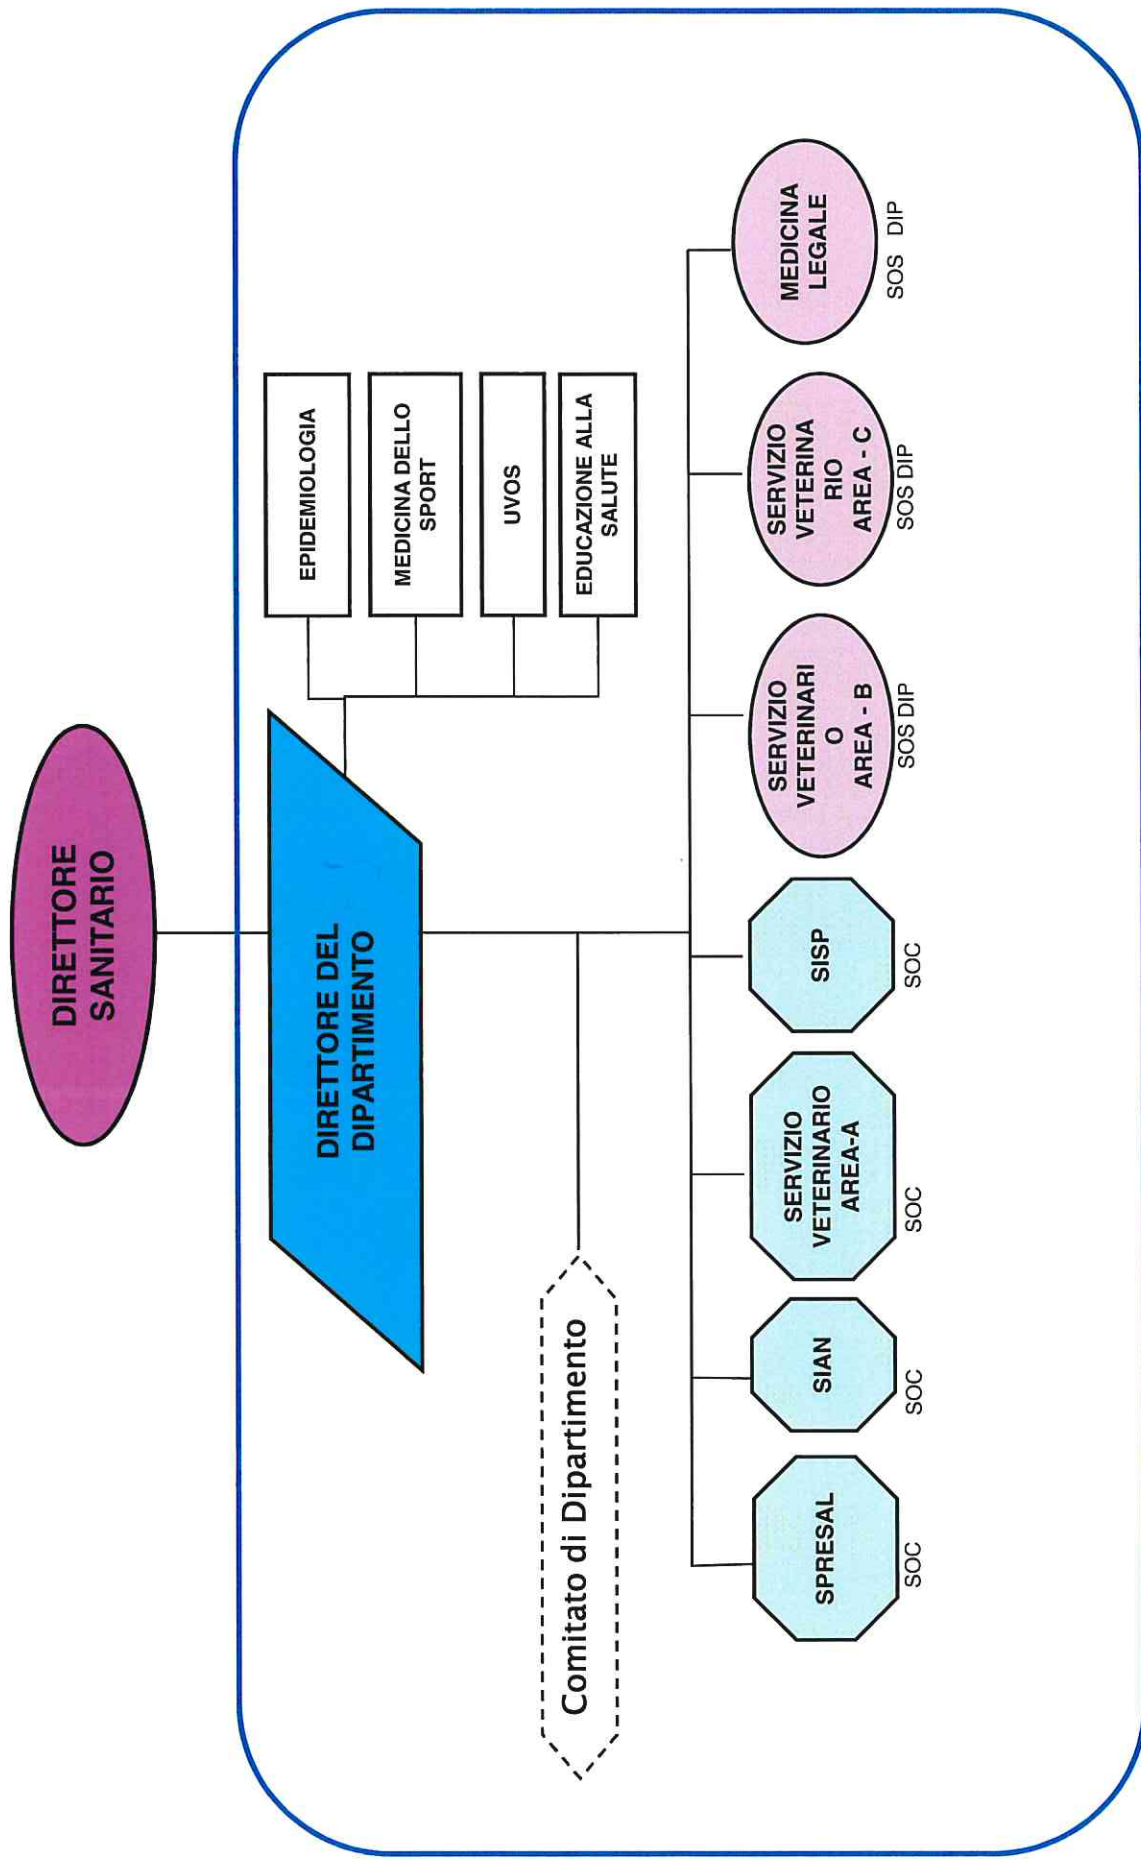 DIRETTORE
SANITARIO
DIRETTORE DEL
DIPARTIMENTO
EPIDEMIOLOGIA
MEDICINA DELLO
SPORT
UVOS
EDUCAZIONE ALLA
SALUTE
Comitato di Dipartimento
SPRESAL
SOC
SIAN
SOC
SERVIZIO
VETERINARIO
AREA-A
SOC
SISP
SOC
SERVIZIO
VETERINARI
O
AREA - B
SOS DIP
SERVIZIO
VETERINA
RIO
AREA - C
SOS DIP
MEDICINA
LEGALE
SOS DIP